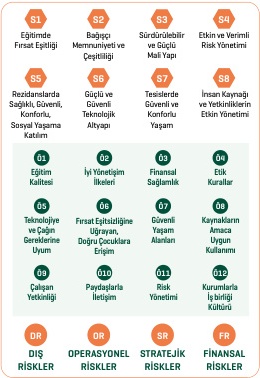 S1
S2
S3
S4
Eğitimde
Fırsat Eşitliği
Bağışçı
Memnuniyeti ve
Çeşitliliği
Sürdürülebilir
ve Güçlü
Mali Yapı
Etkin ve Verimli
Risk Yönetimi
S5
S6
S7
S8
Rezidanslarda
Sağlıklı, Güvenli,
Konforlu,
Sosyal Yaşama
Katılım
Güçlü ve
Güvenli
Teknolojik
Altyapı
Tesislerde
Güvenli ve
Konforlu
Yaşam
İnsan Kaynağı
ve Yetkinliklerin
Etkin Yönetimi
Ö1
Ö2
Ö3
Ö4
Eğitim
Kalitesi
İyi Yönetişim
İlkeleri
Finansal
Sağlamlık
Etik
Kurallar
Ö5
Ö6
Ö7
Ö8
Teknolojiye
ve Çağın
Gereklerine
Uyum
Fırsat Eşitsizliğine
Uğrayan,
Doğru Çocuklara
Erişim
Güvenli
Yaşam
Alanları
Kaynakların
Amaca
Uygun
Kullanımı
Ö9
Ö10
Ö11
Ö12
Çalışan
Yetkinliği
Paydaşlarla
İletişim
Risk
Yönetimi
Kurumlarla
İş birliği
Kültürü
DR
OR
SR
FR
DIŞ
RİSKLER
OPERASYONEL
RİSKLER
STRATEJİK
RİSKLER
FİNANSAL
RİSKLER